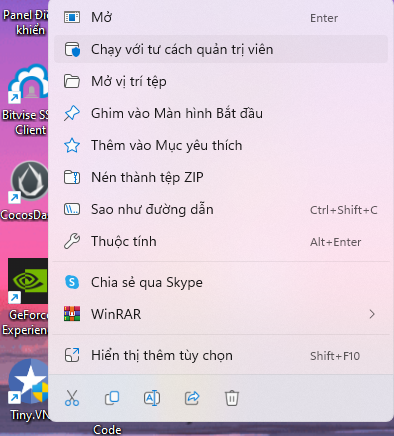 Panel Điề
khiển
Bitvise SS
Client
CocosDa
GeForce
Experien
Tiny.VN
Code
Mở Enter
Chạy với tư cách quản trị viên
Mở vị trí tệp
Ghim vào Màn hình Bắt đầu
Thêm vào Mục yêu thích
Nén thành tệp ZIP
Sao như đường dẫn Ctrl+Shift+C
Thuộc tính Alt+Enter
Chia sẻ qua Skype
WinRAR
Hiển thị thêm tùy chọn Shift+F10